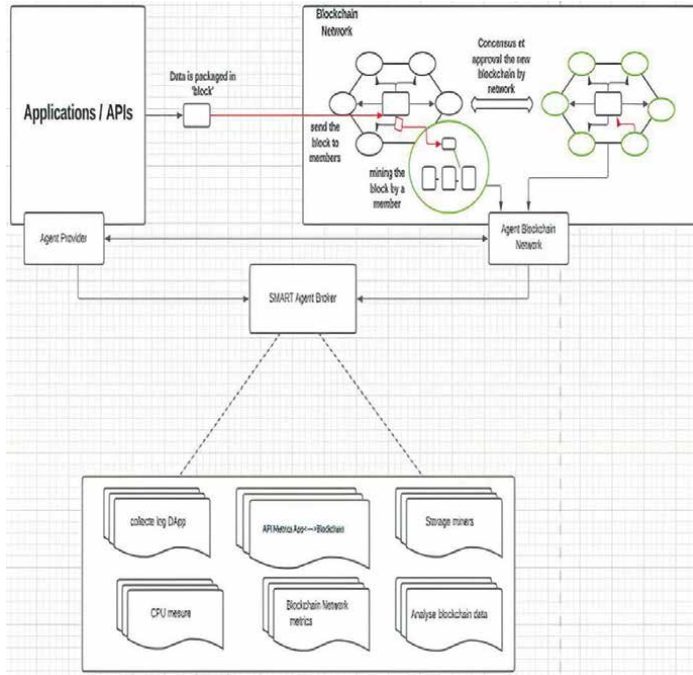 Blockchain
Network
Applications / APIs
Data is packaged in
'block'
send the
block to
members
mining the
block by a
member
Concensus et
approval the new
blockchain by
network
Agent Provider
Agent Blockchain
Network
SMART Agent Broker
collecte log DApp
API Metrics App<--->Blockchain
Storage miners
CPU mesure
Blockchain Network
metrics
Analyse blockchain data